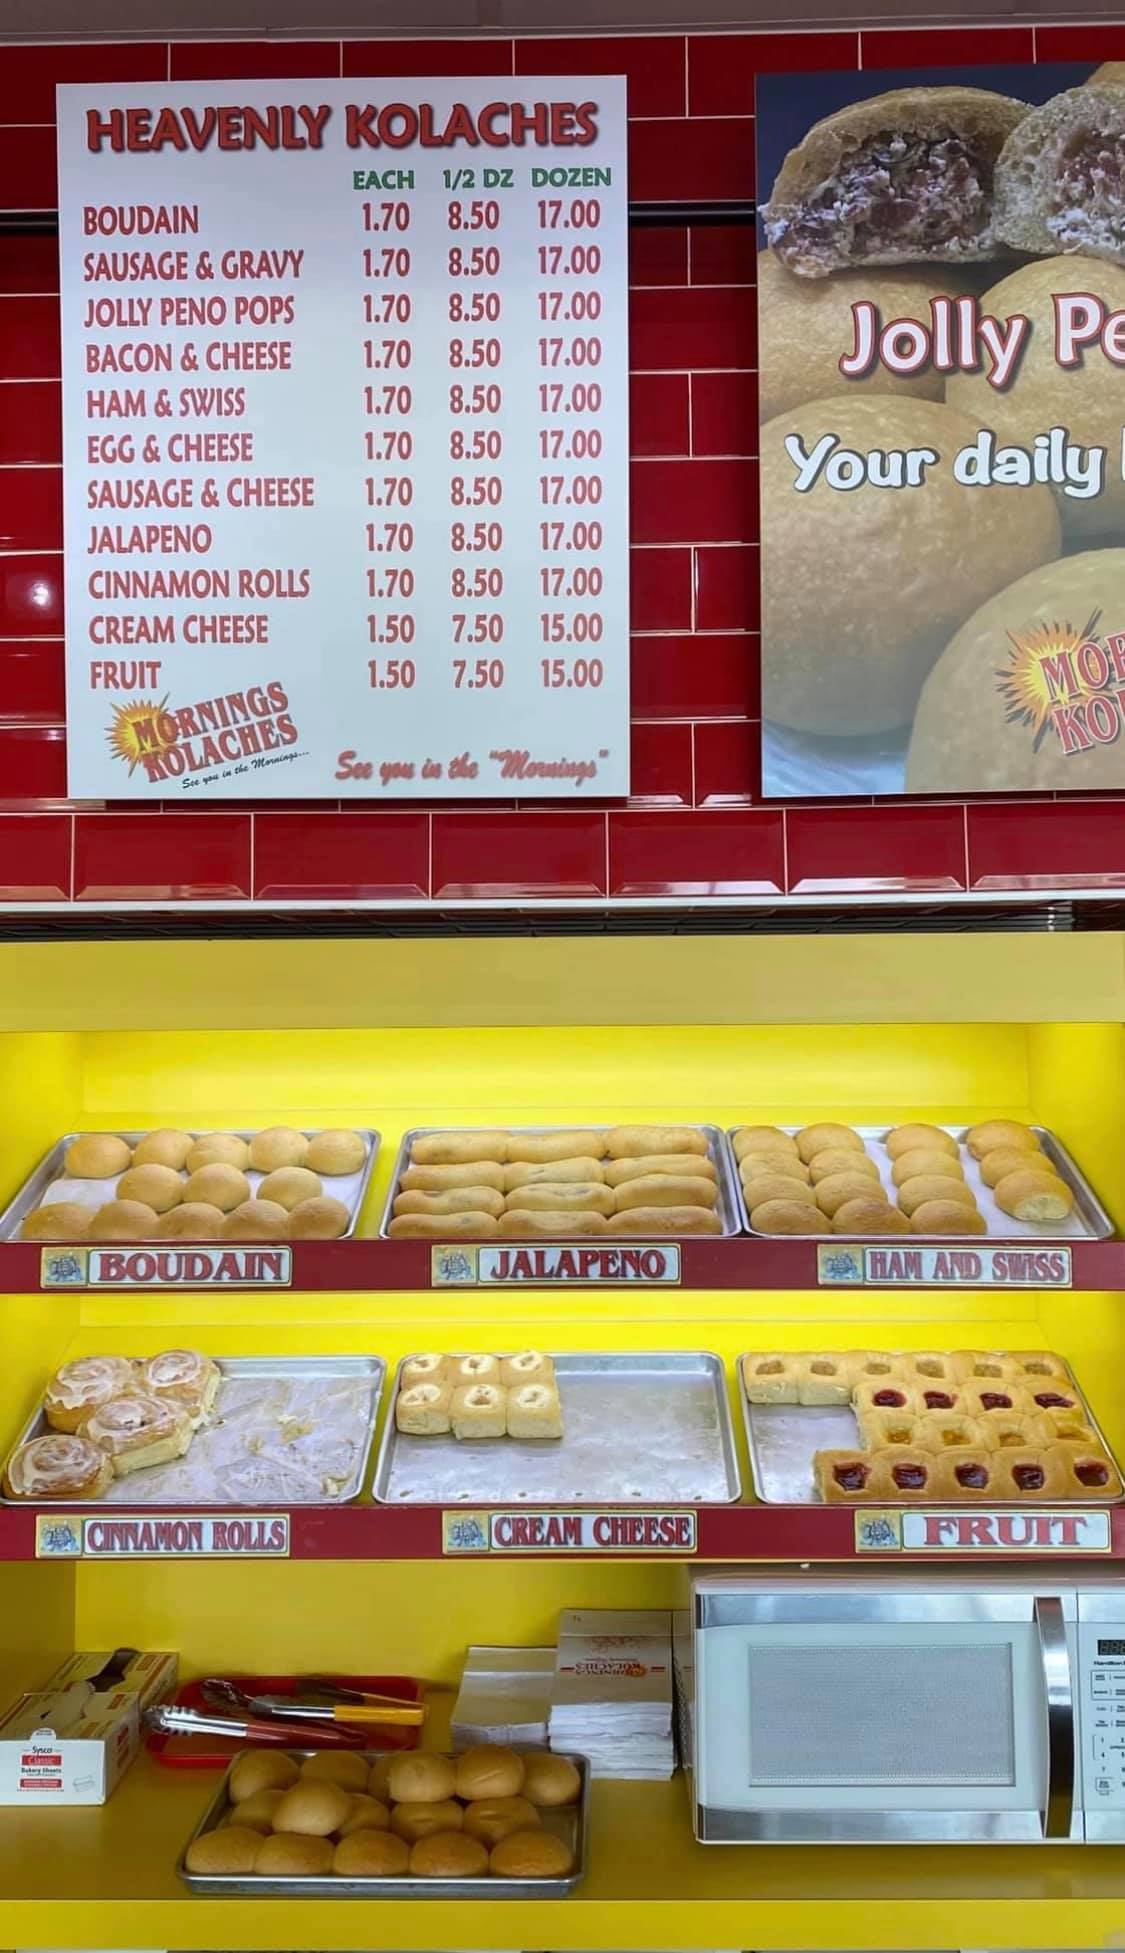 HEAVENLY KOLACHES
EACH 1/2 DZ DOZEN
BOUDAIN 1.70 8.50 17.00
SAUSAGE & GRAVY 1.70 8.50 17.00
JOLLY PENO POPS 1.70 8.50 17.00
BACON & CHEESE 1.70 8.50 17.00
HAM & SWISS 1.70 8.50 17.00
EGG & CHEESE 1.70 8.50 17.00
SAUSAGE & CHEESE 1.70 8.50 17.00
JALAPENO 1.70 8.50 17.00
CINNAMON ROLLS 1.70 8.50 17.00
CREAM CHEESE 1.50 7.50 15.00
FRUIT 1.50 7.50 15.00
MORNINGS
KOLACHES
See you in the Mornings...
See you in the "Mornings"
Jolly Pe
Your daily
MOR
KO
BOUDAIN
JALAPENO
HAM AND SWISS
CINNAMON ROLLS
CREAM CHEESE
FRUIT
Sysco
Classic
Bakery Sheets
MORNINGS
KOLACHES